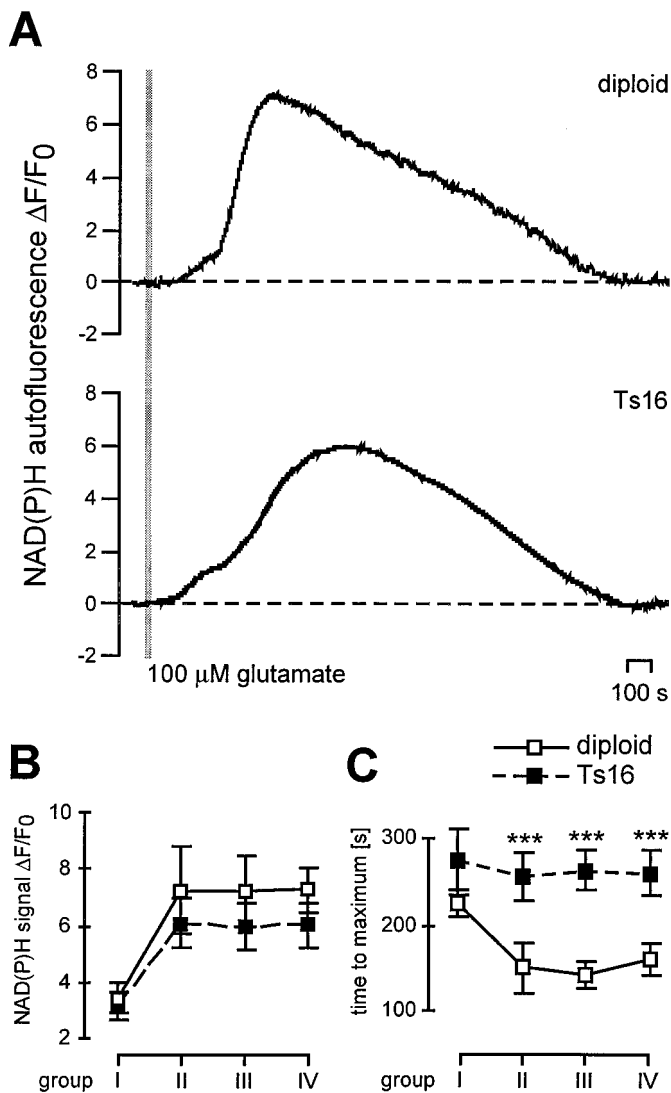 A
NAD(P)H autofluorescence ΔF/F0
8
6
4
2
0
-2
diploid
8
6
4
2
0
-2
Ts16
100 µM glutamate
100 s
diploid
Ts16
B
NAD(P)H signal ΔF/F0
10
8
6
4
2
group I II III IV
C
time to maximum [s]
300
200
100
*** *** ***
group I II III IV